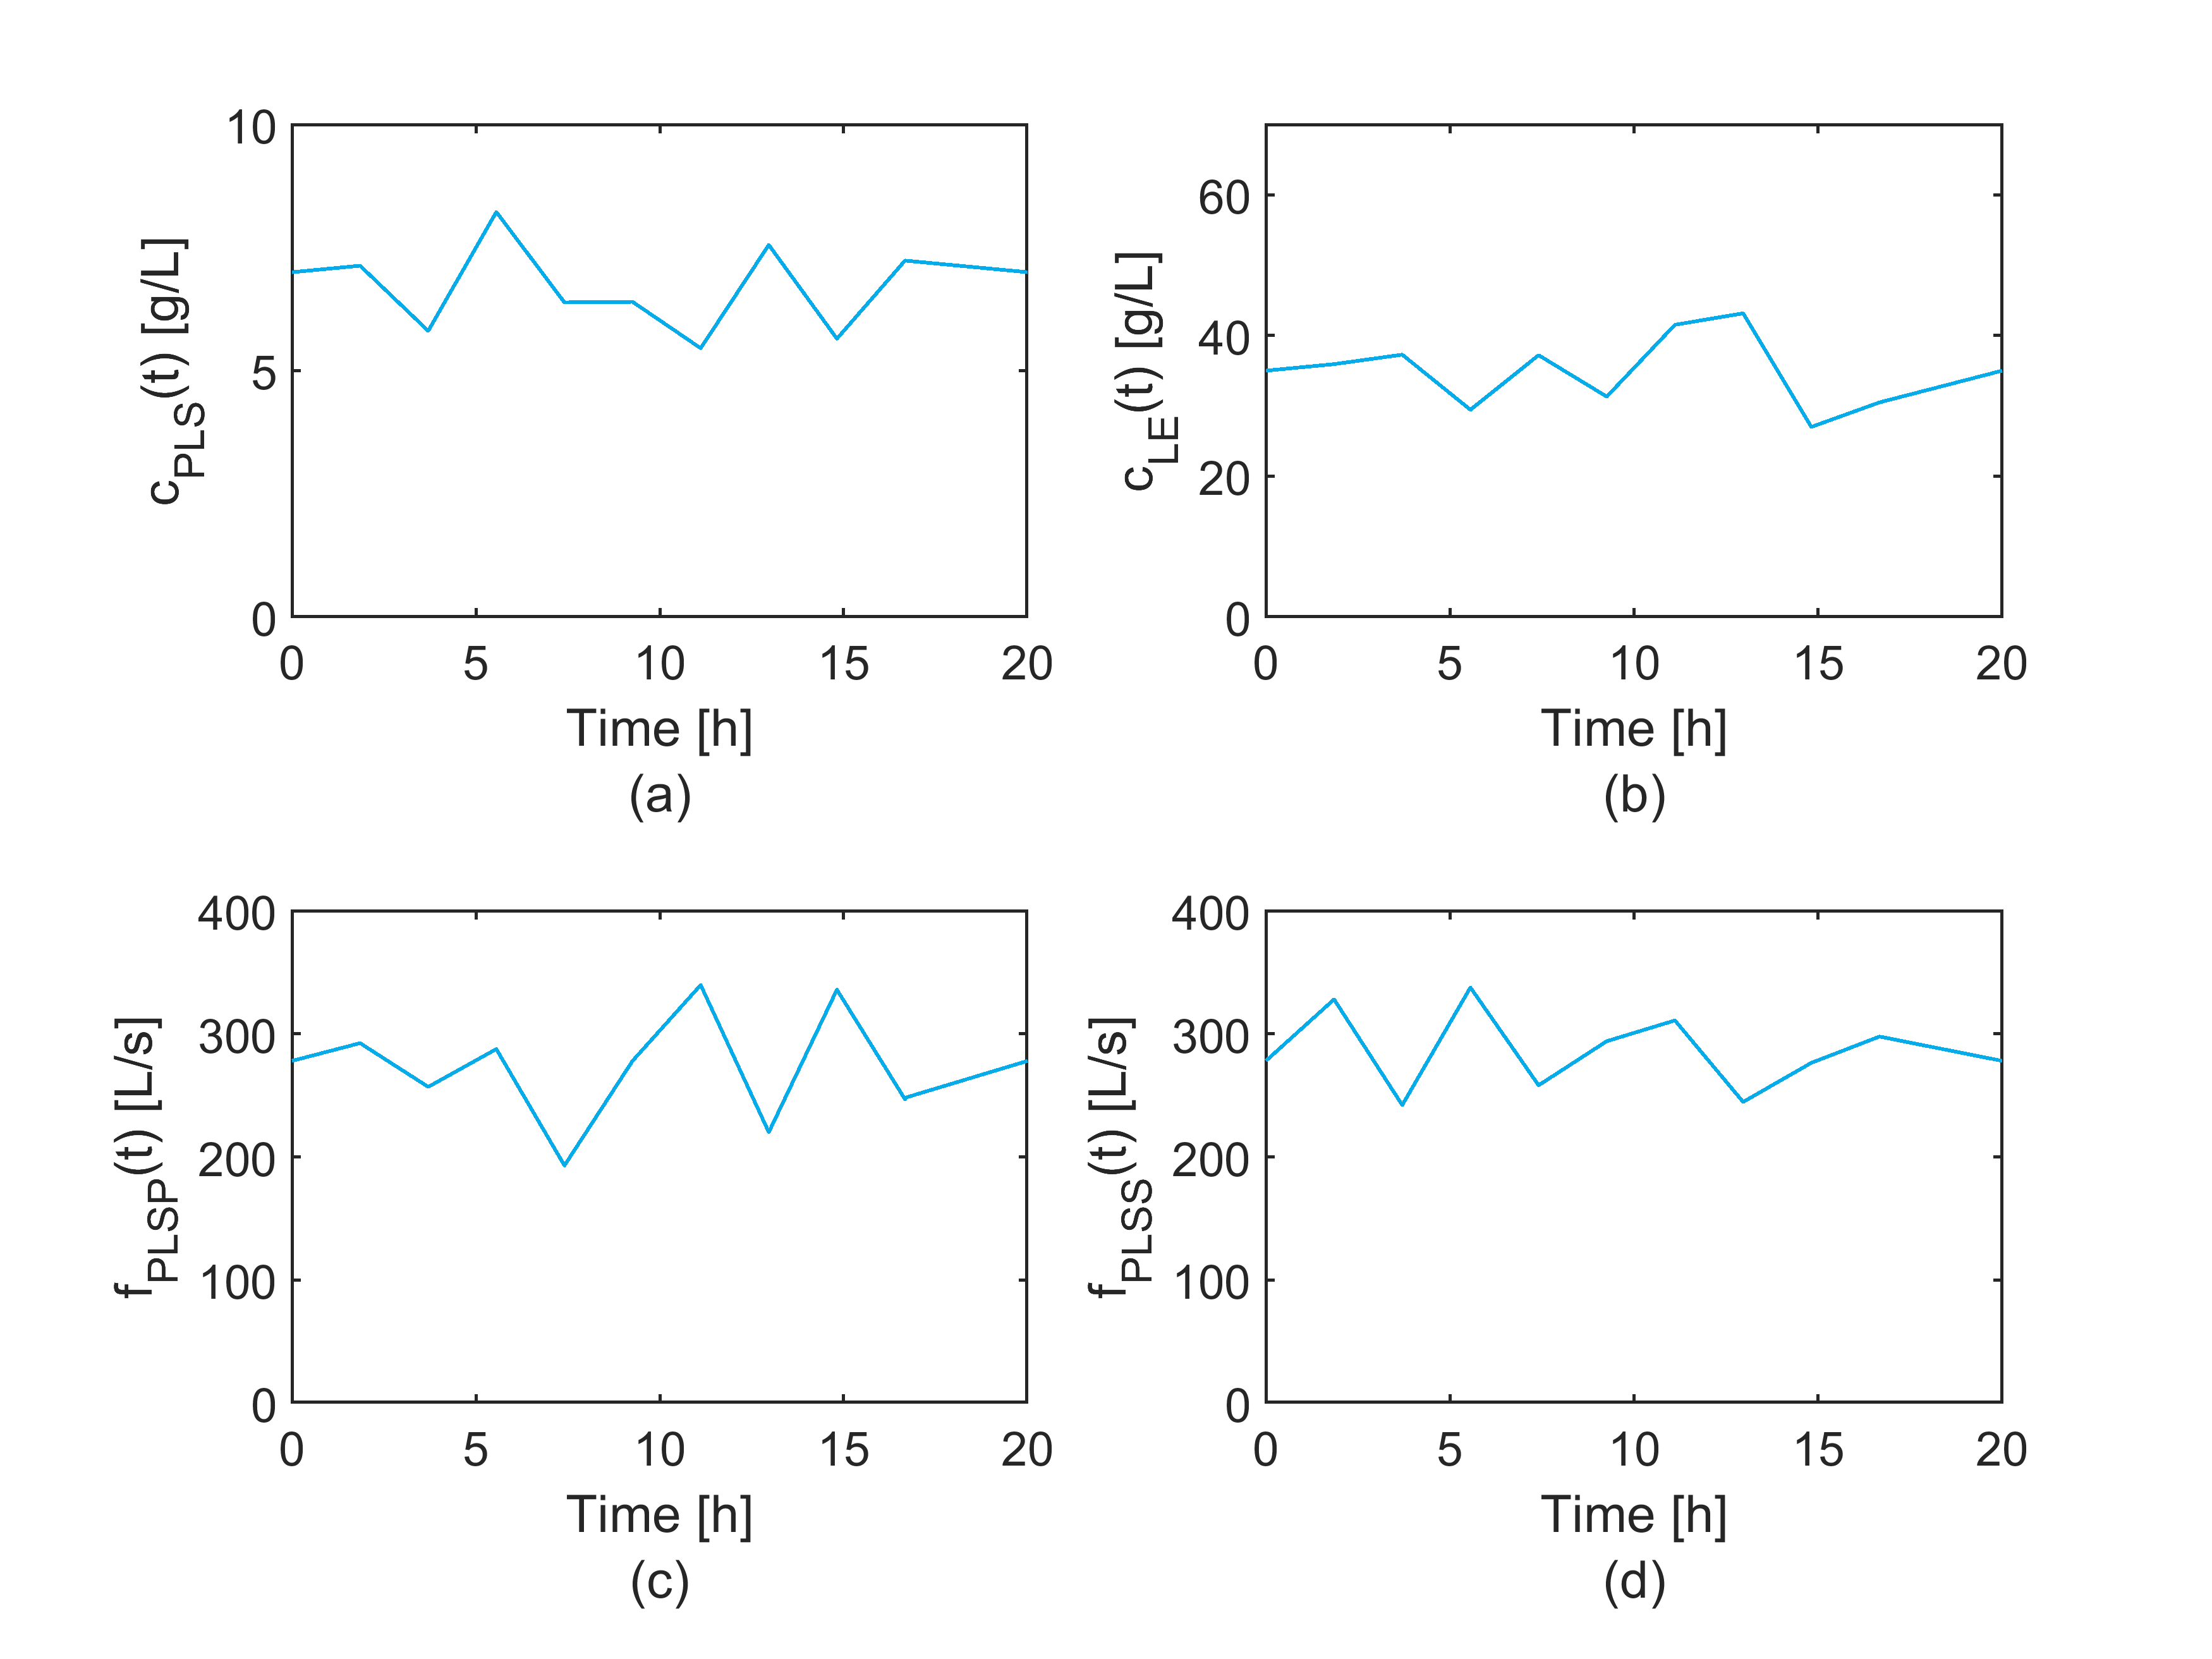 10
5
0
0 5 10 15 20
c_PLS(t) [g/L]
Time [h]
(a)
60
40
20
0
0 5 10 15 20
c_LE(t) [g/L]
Time [h]
(b)
400
300
200
100
0
0 5 10 15 20
f_PLSP(t) [L/s]
Time [h]
(c)
400
300
200
100
0
0 5 10 15 20
f_PLSS(t) [L/s]
Time [h]
(d)